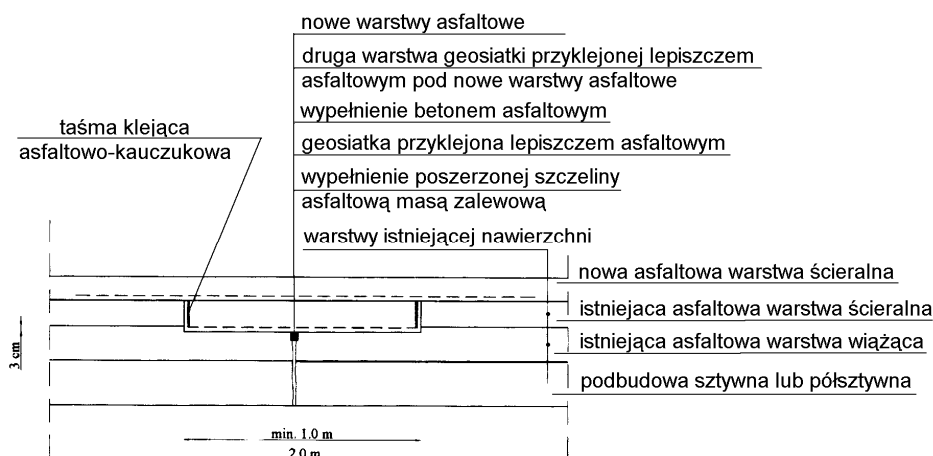 nowe warstwy asfaltowe
druga warstwa geosiatki przyklejonej lepiszczem
asfaltowym pod nowe warstwy asfaltowe
wypełnienie betonem asfaltowym
geosiatka przyklejona lepiszczem asfaltowym
wypełnienie poszerzonej szczeliny
asfaltową masą zalewową
warstwy istniejącej nawierzchni
taśma klejąca
asfaltowo-kauczukowa
nowa asfaltowa warstwa ścieralna
istniejaca asfaltowa warstwa ścieralna
istniejąca asfaltowa warstwa wiążąca
podbudowa sztywna lub półsztywna
3 cm
min. 1.0 m
2.0 m